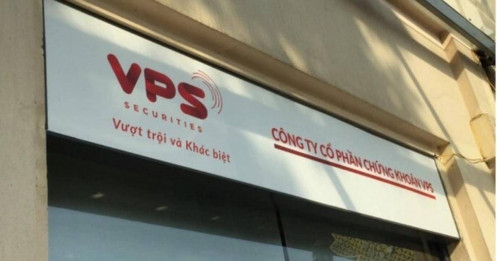 VPS
SECURITIES
Vượt trội và Khác biệt
CÔNG TY CỔ PHẦN CHỨNG KHOÁN VPS